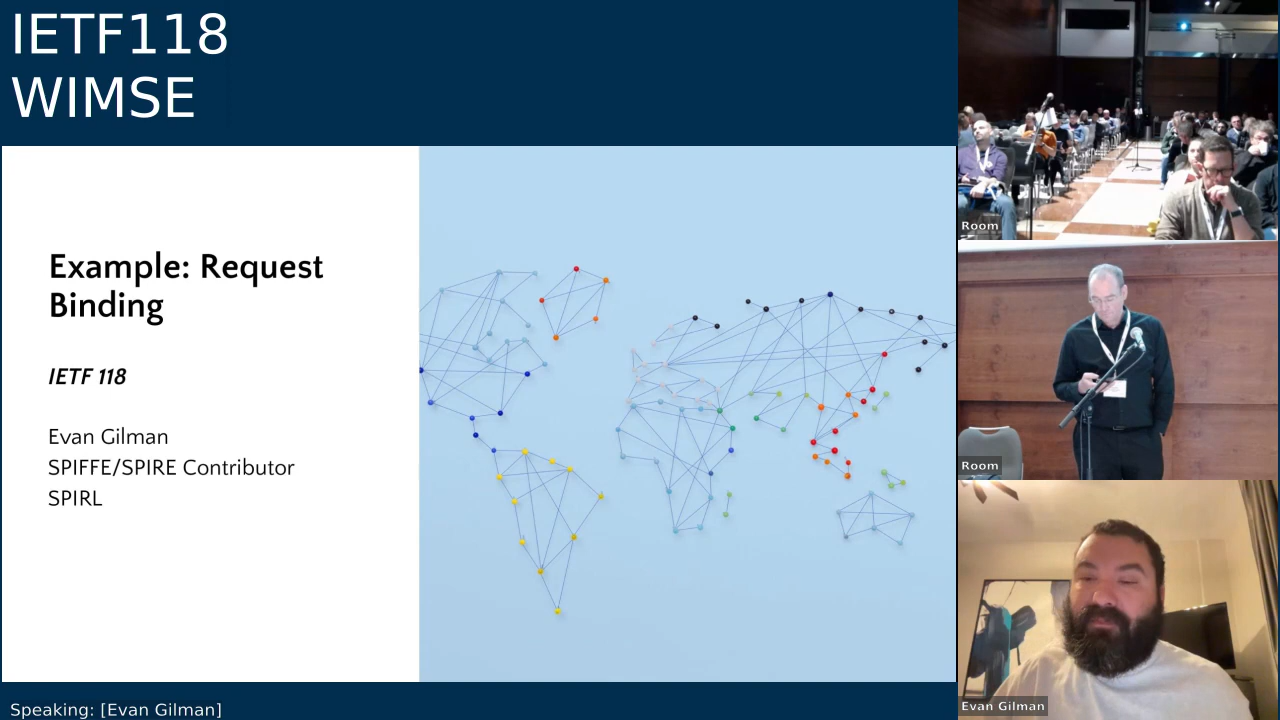 IETF118
WIMSE
Example: Request
Binding
IETF 118
Evan Gilman
SPIFFE/SPIRE Contributor
SPIRL
Room
Room
Evan Gilman
Speaking: [Evan Gilman]